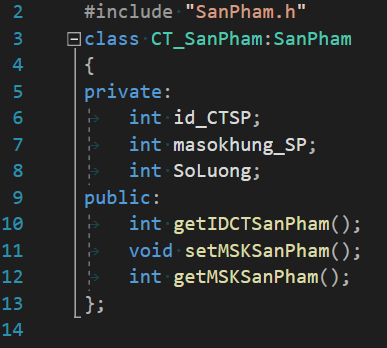 2 #include "SanPham.h"
3 class CT_SanPham:SanPham
4 {
5 private:
6 int id_CTSP;
7 int masokhung_SP;
8 int SoLuong;
9 public:
10 int getIDCTSanPham();
11 void setMSKSanPham();
12 int getMSKSanPham();
13 };
14